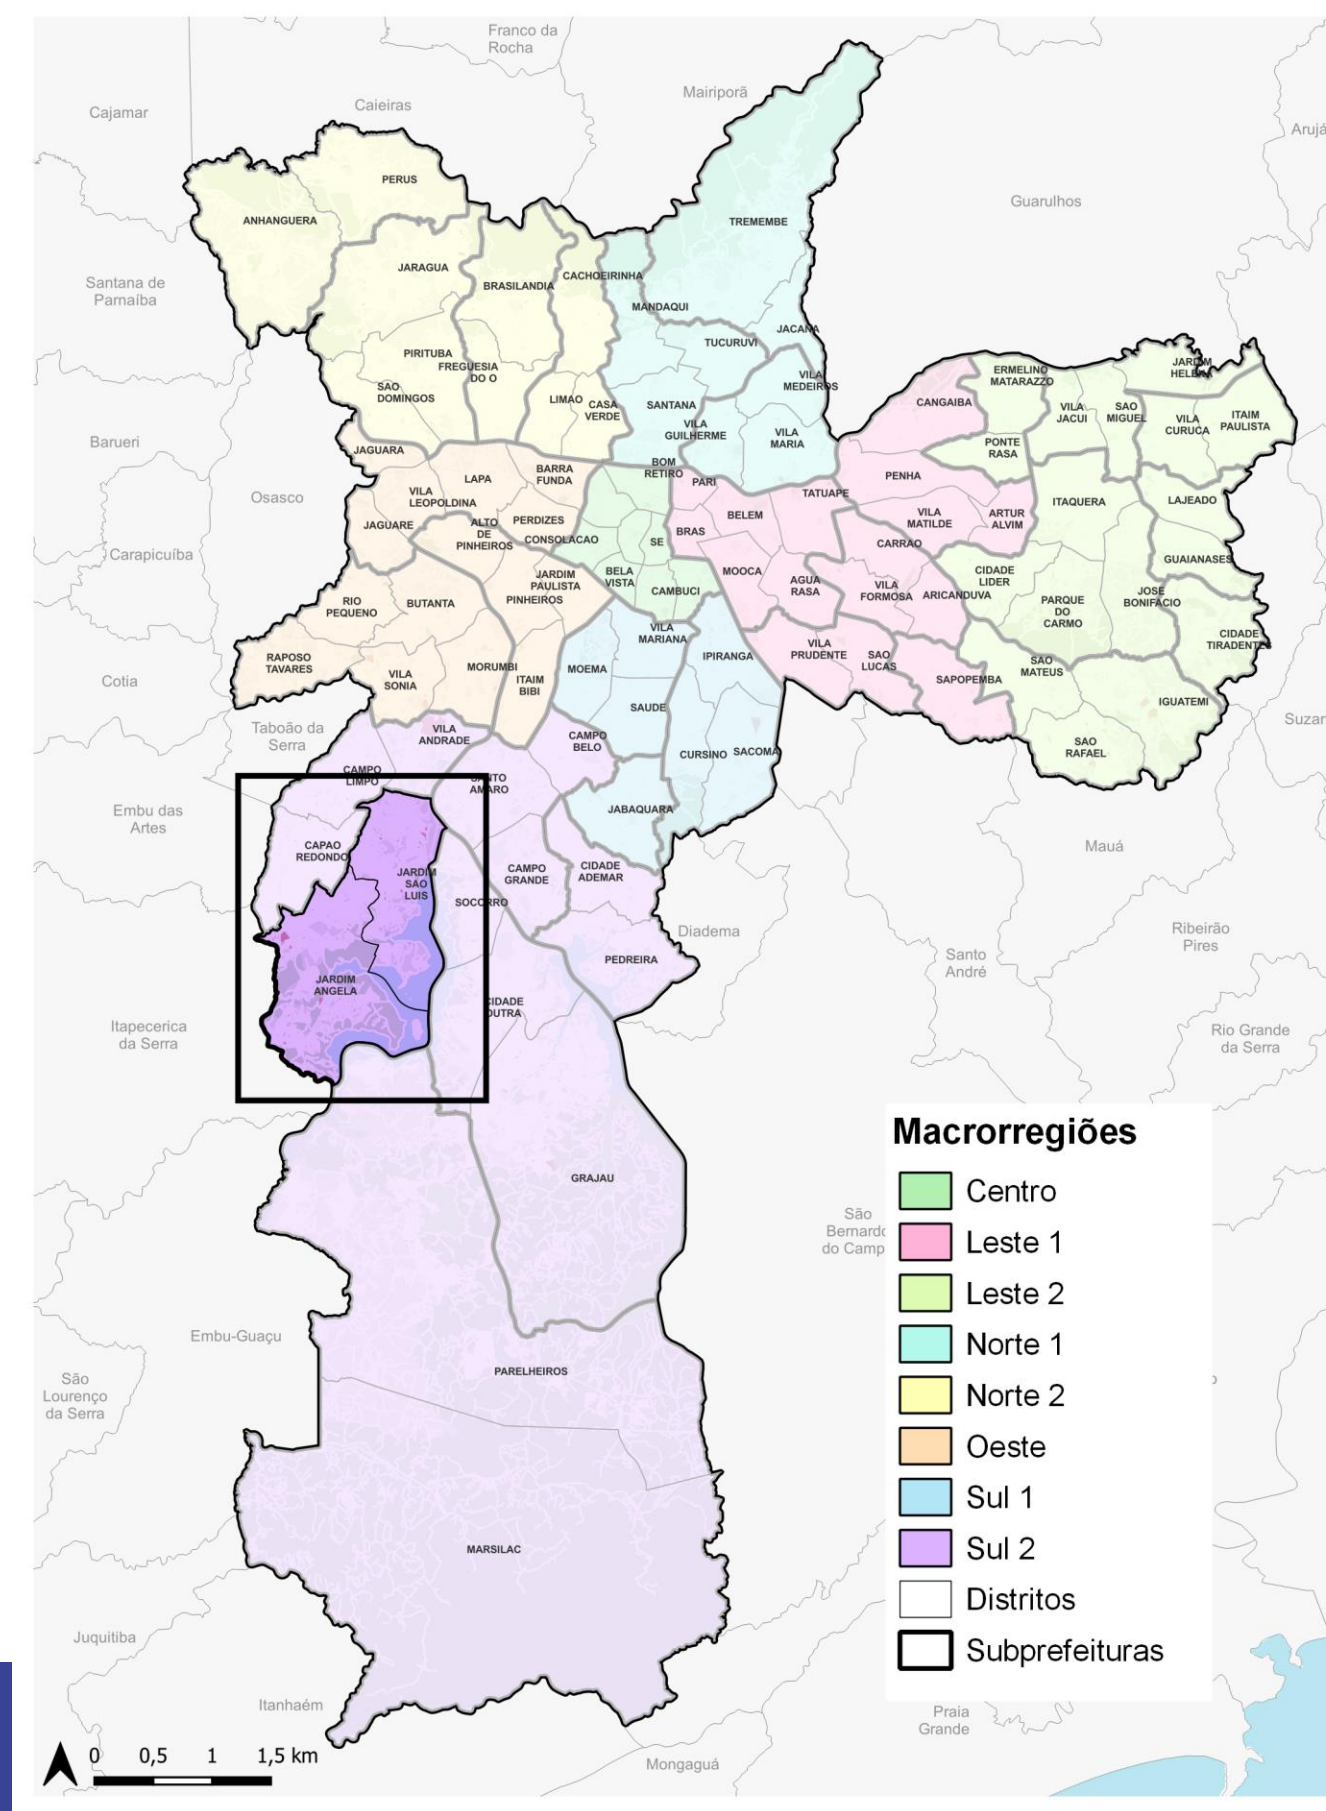 Franco da
Rocha
Mairiporã
Caieiras
Cajamar
Arujá
PERUS
Guarulhos
ANHANGUERA
TREMEMBE
JARAGUA
CACHOEIRINHA
BRASILANDIA
Santana de
Parnaíba
MANDAQUI
JACANA
TUCURUVI
PIRITUBA
FREGUESIA
DO O
VILA
MEDEIROS
SAO
DOMINGOS
LIMAO
CASA
VERDE
SANTANA
CANGAIBA
ERMELINO
MATARAZZO
JARDIM
HELENA
VILA
JACUI
SAO
MIGUEL
VILA
CURUCA
ITAIM
PAULISTA
Barueri
VILA
GUILHERME
VILA
MARIA
JAGUARA
PONTE
RASA
BOM
RETIRO
LAPA
BARRA
FUNDA
PARI
PENHA
Osasco
VILA
LEOPOLDINA
TATUAPE
ITAQUERA
LAJEADO
JAGUARE
ALTO
DE
PINHEIROS
PERDIZES
CONSOLACAO
SE
BRAS
BELEM
VILA
MATILDE
ARTUR
ALVIM
CARRAO
Carapicuíba
GUAIANASES
BELA
VISTA
CAMBUCI
MOOCA
AGUA
RASA
VILA
FORMOSA
ARICANDUVA
CIDADE
LIDER
JARDIM
PAULISTA
PINHEIROS
RIO
PEQUENO
BUTANTA
PARQUE
DO
CARMO
JOSE
BONIFACIO
Suzan
VILA
MARIANA
IPIRANGA
VILA
PRUDENTE
SAO
LUCAS
CIDADE
TIRADENTES
RAPOSO
TAVARES
VILA
SONIA
MORUMBI
ITAIM
BIBI
MOEMA
SAPOPEMBA
SAO
MATEUS
Cotia
SAUDE
IGUATEMI
Taboão da
Serra
VILA
ANDRADE
CAMPO
BELO
CURSINO
SACOMA
SAO
RAFAEL
CAMPO
LIMPO
SANTO
AMARO
JABAQUARA
Embu das
Artes
Mauá
CAPAO
REDONDO
JARDIM
SAO
LUIS
CAMPO
GRANDE
CIDADE
ADEMAR
SOCORRO
Diadema
Ribeirão
Pires
PEDREIRA
Santo
André
JARDIM
ANGELA
CIDADE
DUTRA
Itapecerica
da Serra
Rio Grande
da Serra
Macrorregiões
Centro
Leste 1
Leste 2
Norte 1
Norte 2
Oeste
Sul 1
Sul 2
Distritos
Subprefeituras
GRAJAU
São
Bernardo
do Camp
Embu-Guaçu
PARELHEIROS
São
Lourenço
da Serra
MARSILAC
Juquitiba
Itanhaém
Praia
Grande
Mongaguá
0 0,5 1 1,5 km